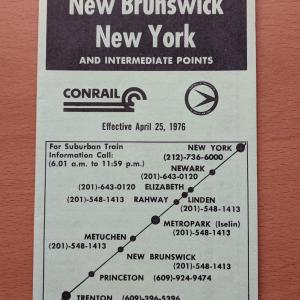 New Brunswick
New York
AND INTERMEDIATE POINTS
CONRAIL
Effective April 25, 1976
For Suburban Train
Information Call:
(6.01 a.m. to 11:59 p.m.)
NEW YORK
(212)-736-6000
NEWARK
(201)-643-0120
(201)-643-0120 ELIZABETH
(201)-548-1413 RAHWAY
LINDEN
(201)-548-1413
METROPARK (Iselin)
(201)-548-1413
METUCHEN
(201)-548-1413
NEW BRUNSWICK
(201)-548-1413
PRINCETON (609)-924-9474
TRENTON (609)-396-5396